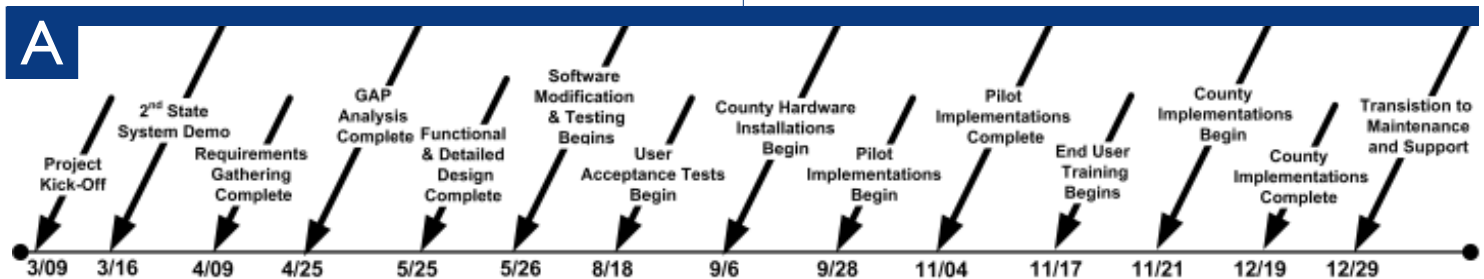 A
Project
Kick-Off
2nd State
System Demo
Requirements
Gathering
Complete
GAP
Analysis
Complete
Functional
& Detailed
Design
Complete
Software
Modification
& Testing
Begins
User
Acceptance Tests
Begin
County Hardware
Installations
Begin
Pilot
Implementations
Begin
Pilot
Implementations
Complete
End User
Training
Begins
County
Implementations
Begin
County
Implementations
Complete
Transistion to
Maintenance
and Support
3/09 3/16 4/09 4/25 5/25 5/26 8/18 9/6 9/28 11/04 11/17 11/21 12/19 12/29